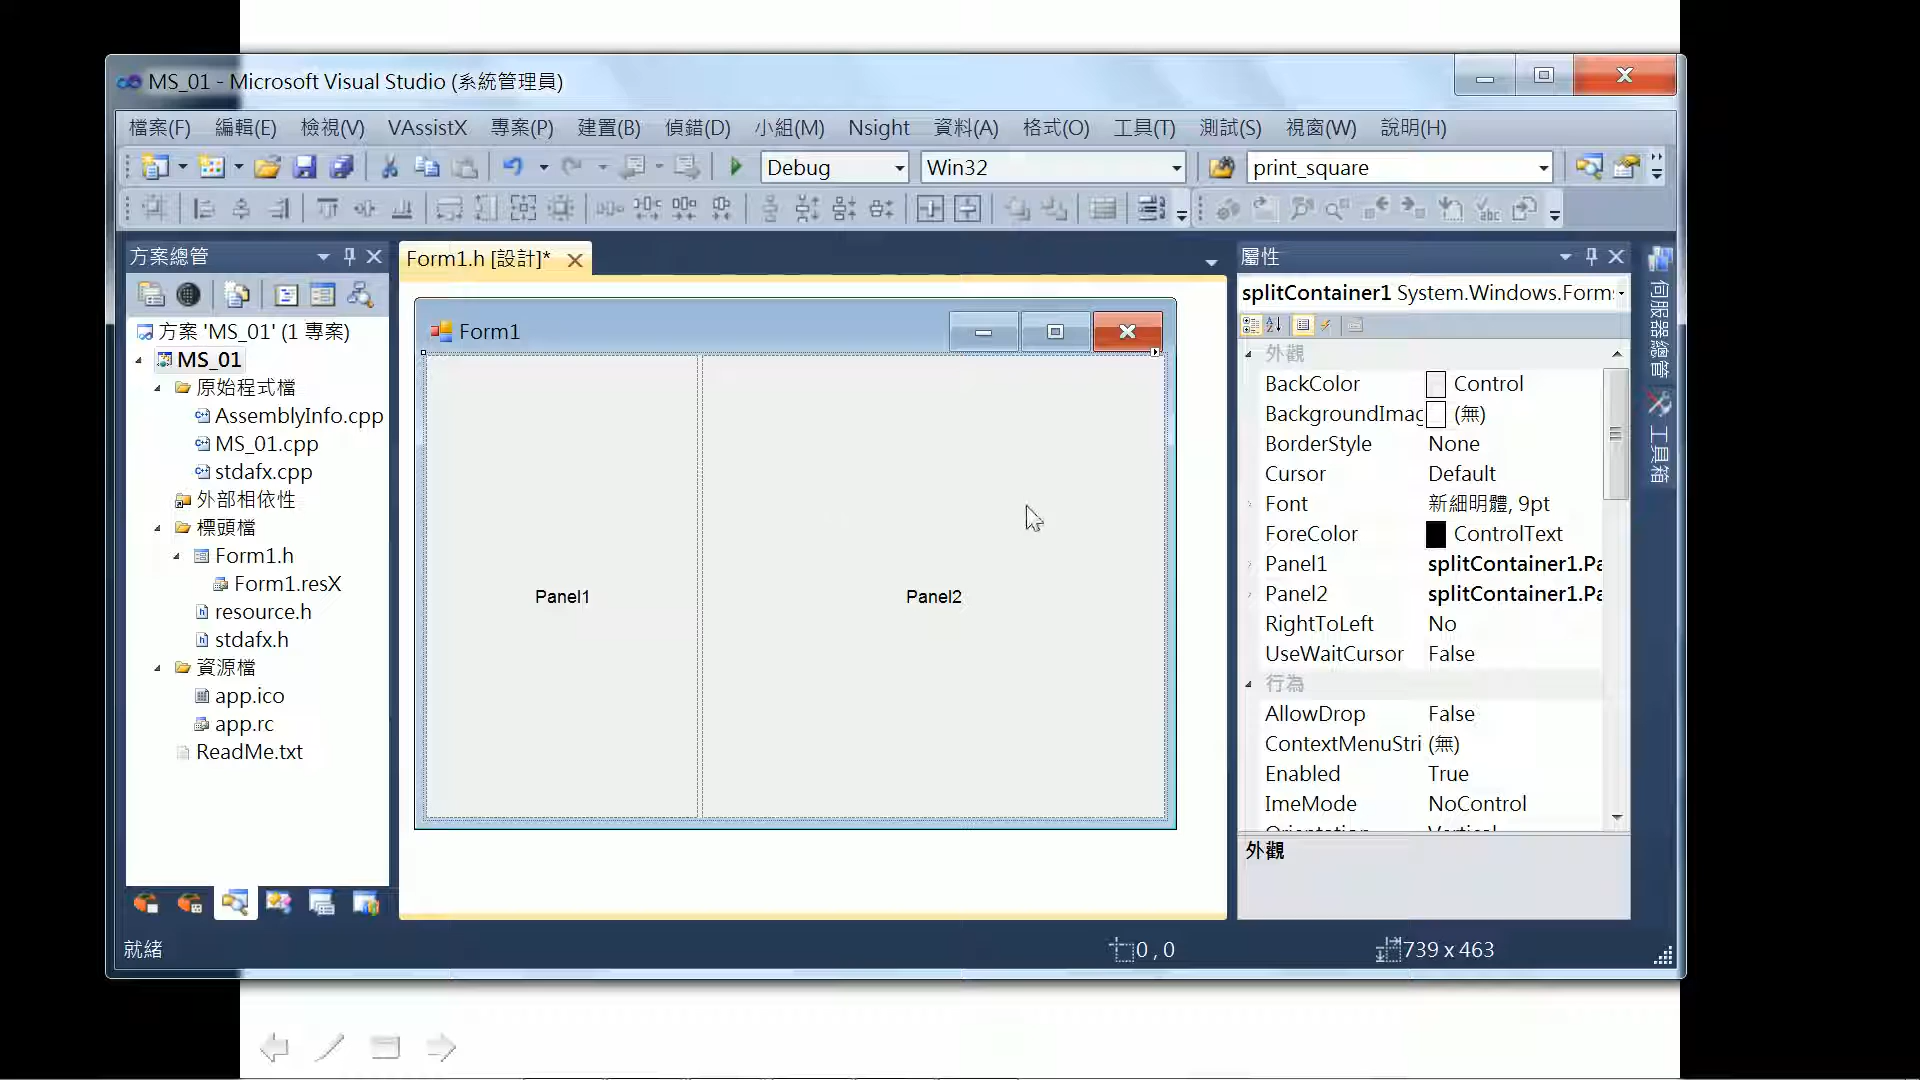 MS_01 - Microsoft Visual Studio (系統管理員)
檔案(F) 編輯(E) 檢視(V) VAssistX 專案(P) 建置(B) 偵錯(D) 小組(M) Nsight 資料(A) 格式(O) 工具(T) 測試(S) 視窗(W) 說明(H)
Debug Win32 print_square
方案總管
方案 'MS_01' (1 專案)
MS_01
原始程式檔
AssemblyInfo.cpp
MS_01.cpp
stdafx.cpp
外部相依性
標頭檔
Form1.h
Form1.resX
resource.h
stdafx.h
資源檔
app.ico
app.rc
ReadMe.txt
Form1.h [設計]*
Form1
Panel1
Panel2
屬性
splitContainer1 System.Windows.Form
外觀
BackColor Control
BackgroundImag (無)
BorderStyle None
Cursor Default
Font 新細明體, 9pt
ForeColor ControlText
Panel1 splitContainer1.Pa
Panel2 splitContainer1.Pa
RightToLeft No
UseWaitCursor False
行為
AllowDrop False
ContextMenuStri (無)
Enabled True
ImeMode NoControl
Orientation Vertical
外觀
伺服器總管
工具箱
就緒
0 , 0
739 x 463